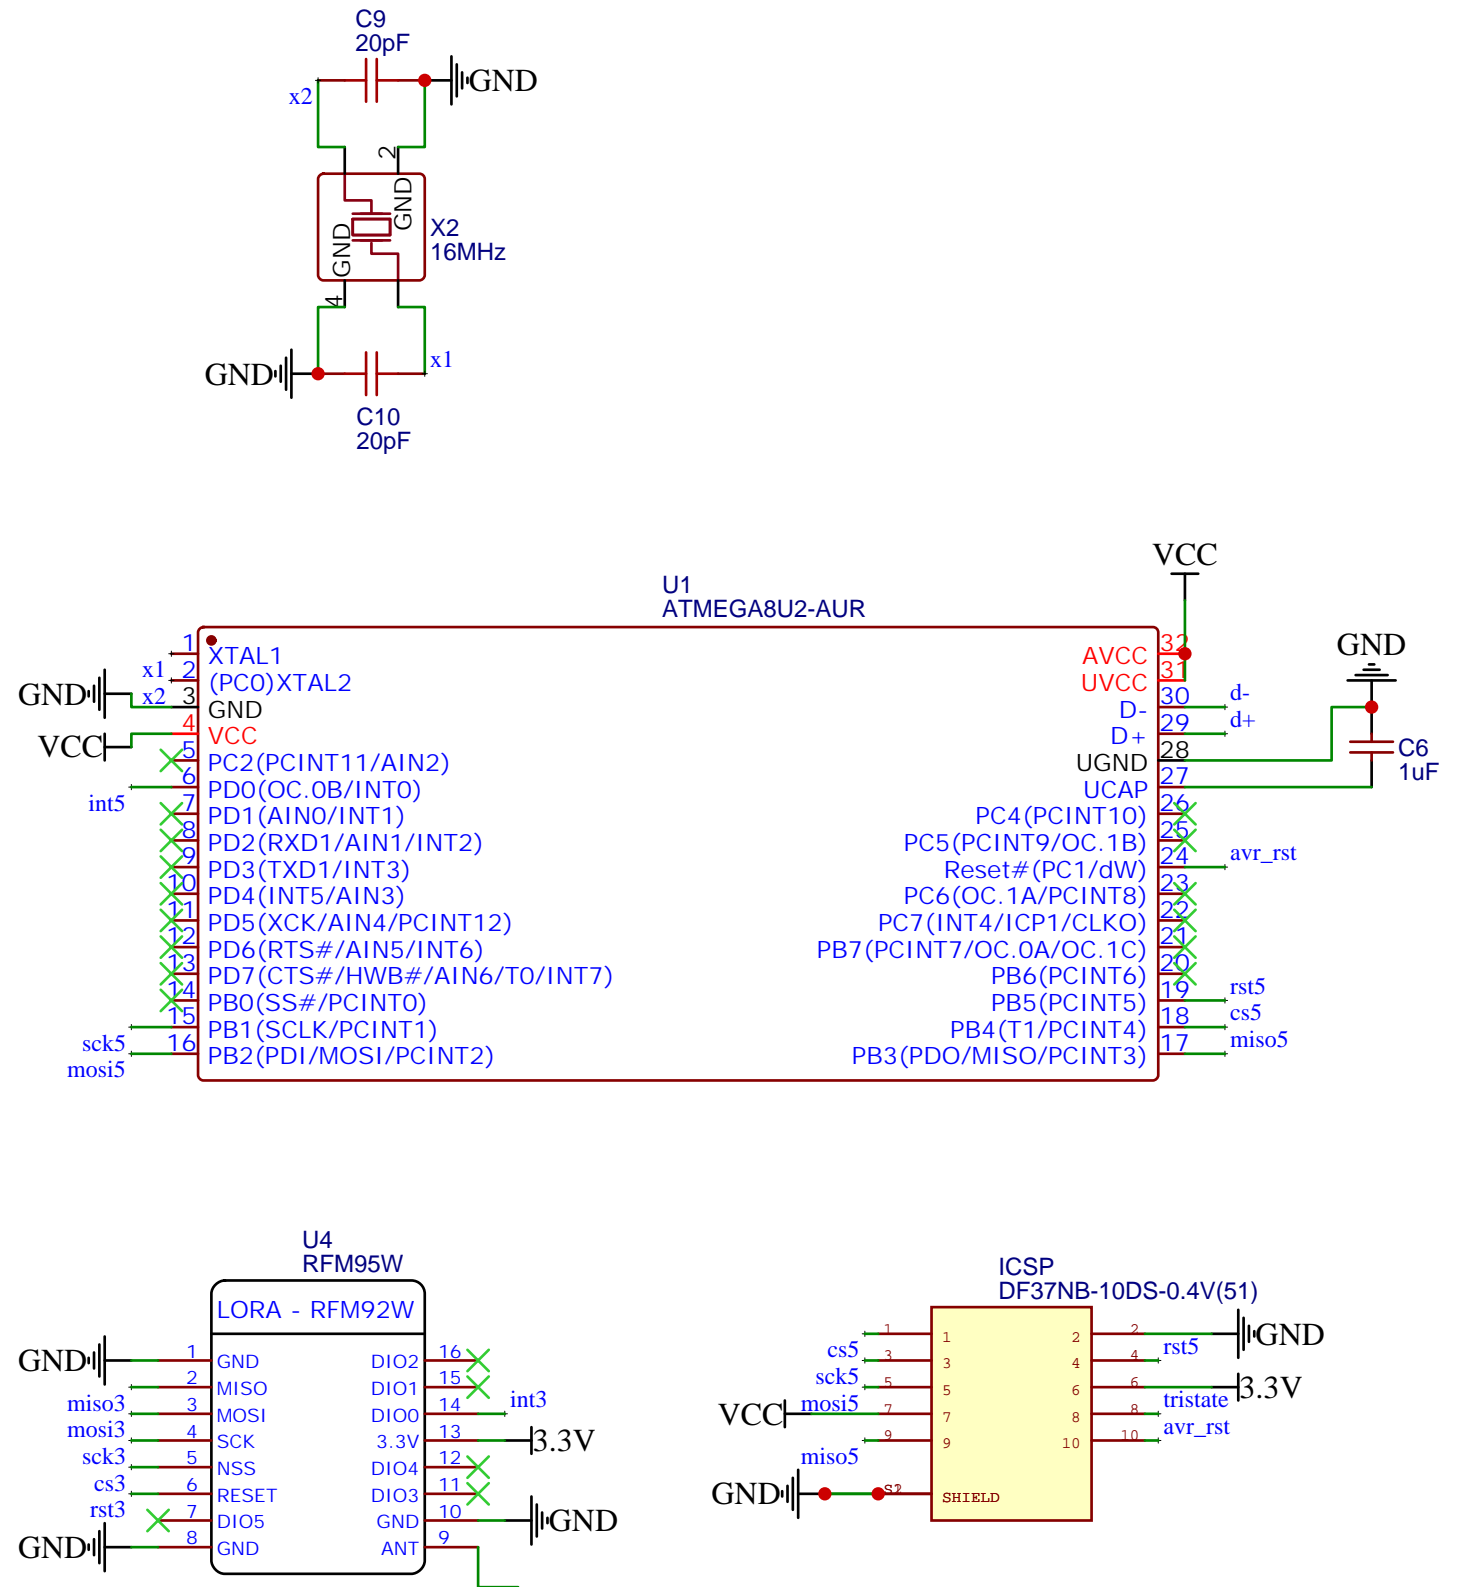 C9
20pF
x2
GND
2
GND
GND
X2
16MHz
4
GND
x1
C10
20pF
VCC
U1
ATMEGA8U2-AUR
GND
1 XTAL1 AVCC 32
x1 2 (PC0)XTAL2 UVCC 31
GND x2 3 GND D- 30 d-
VCC 4 VCC D+ 29 d+
5 PC2(PCINT11/AIN2) UGND 28 C6
int5 6 PD0(OC.0B/INT0) UCAP 27 1uF
7 PD1(AIN0/INT1) PC4(PCINT10) 26
8 PD2(RXD1/AIN1/INT2) PC5(PCINT9/OC.1B) 25
9 PD3(TXD1/INT3) Reset#(PC1/dW) 24 avr_rst
10 PD4(INT5/AIN3) PC6(OC.1A/PCINT8) 23
11 PD5(XCK/AIN4/PCINT12) PC7(INT4/ICP1/CLKO) 22
12 PD6(RTS#/AIN5/INT6) PB7(PCINT7/OC.0A/OC.1C) 21
13 PD7(CTS#/HWB#/AIN6/T0/INT7) PB6(PCINT6) 20
14 PB0(SS#/PCINT0) PB5(PCINT5) 19 rst5
15 PB1(SCLK/PCINT1) PB4(T1/PCINT4) 18 cs5
sck5 16 PB2(PDI/MOSI/PCINT2) PB3(PDO/MISO/PCINT3) 17 miso5
mosi5
U4
RFM95W
LORA - RFM92W
GND 1 GND DIO2 16
2 MISO DIO1 15
miso3 3 MOSI DIO0 14 int3
mosi3 4 SCK 3.3V 13 3.3V
sck3 5 NSS DIO4 12
cs3 6 RESET DIO3 11
rst3 7 DIO5 GND 10 GND
GND 8 GND ANT 9
ICSP
DF37NB-10DS-0.4V(51)
1 1 2 2 GND
cs5 3 3 4 4 rst5
sck5 5 5 6 6 3.3V
VCC mosi5 7 7 8 8 tristate
9 9 10 10 avr_rst
miso5
GND SHIELD